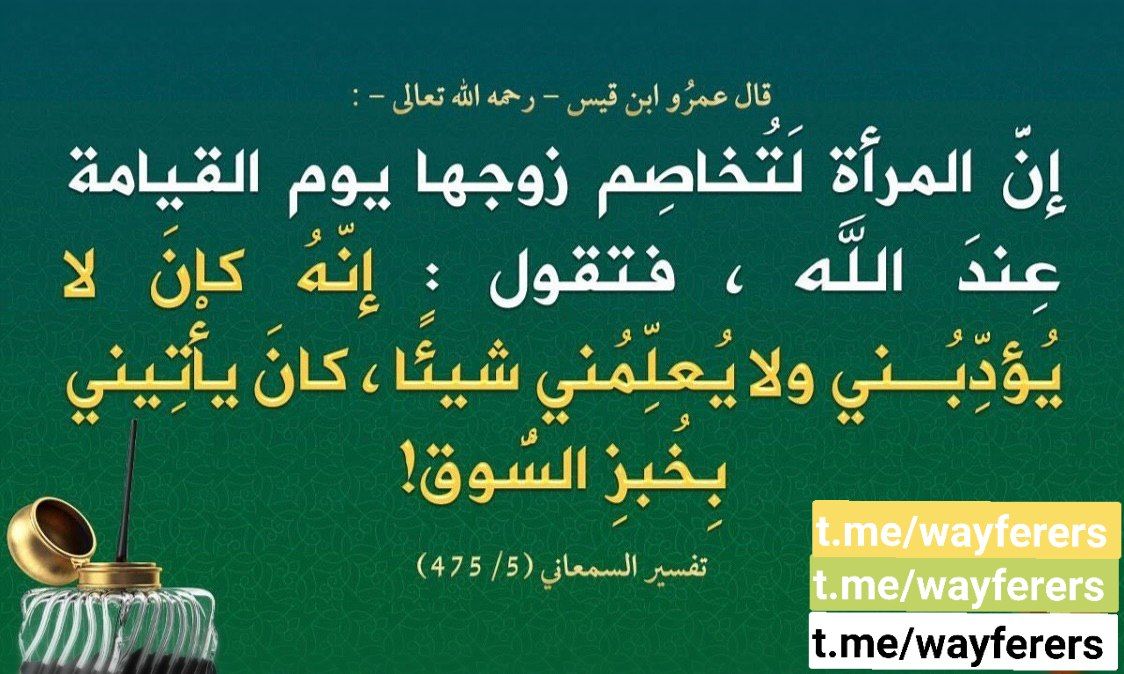 قال عمرُو ابن قيس – رحمه الله تعالى – :
إنّ المرأة لَتُخاصِم زوجها يوم القيامة
عِندَ اللَّه ، فتقول : إنّهُ كانَ لا
يُؤدِّبُـــني ولا يُعلِّمُني شيئًا ، كانَ يأْتِيني
بِخُبزِ السُّوق!
تفسير السمعاني (5/ 475)
t.me/wayferers
t.me/wayferers
t.me/wayferers